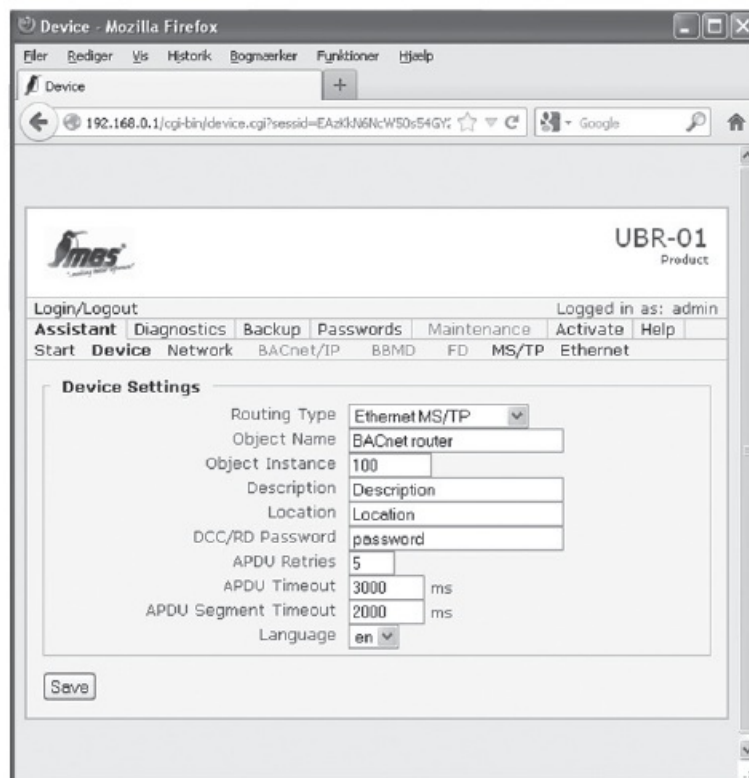 Device - Mozilla Firefox
Filer Rediger Vis Historik Bogmærker Funktioner Hjælp
Device
+
192.168.0.1/cgi-bin/device.cgi?sessid= Google
mbs
UBR-01
Product
Login/Logout Logged in as: admin
Assistant Diagnostics Backup Passwords Maintenance Activate Help
Start Device Network BACnet/IP BBMD FD MS/TP Ethernet
Device Settings
Routing Type Ethernet MS/TP
Object Name BACnet router
Object Instance 100
Description Description
Location Location
DCC/RD Password password
APDU Retries 5
APDU Timeout 3000 ms
APDU Segment Timeout 2000 ms
Language en
Save